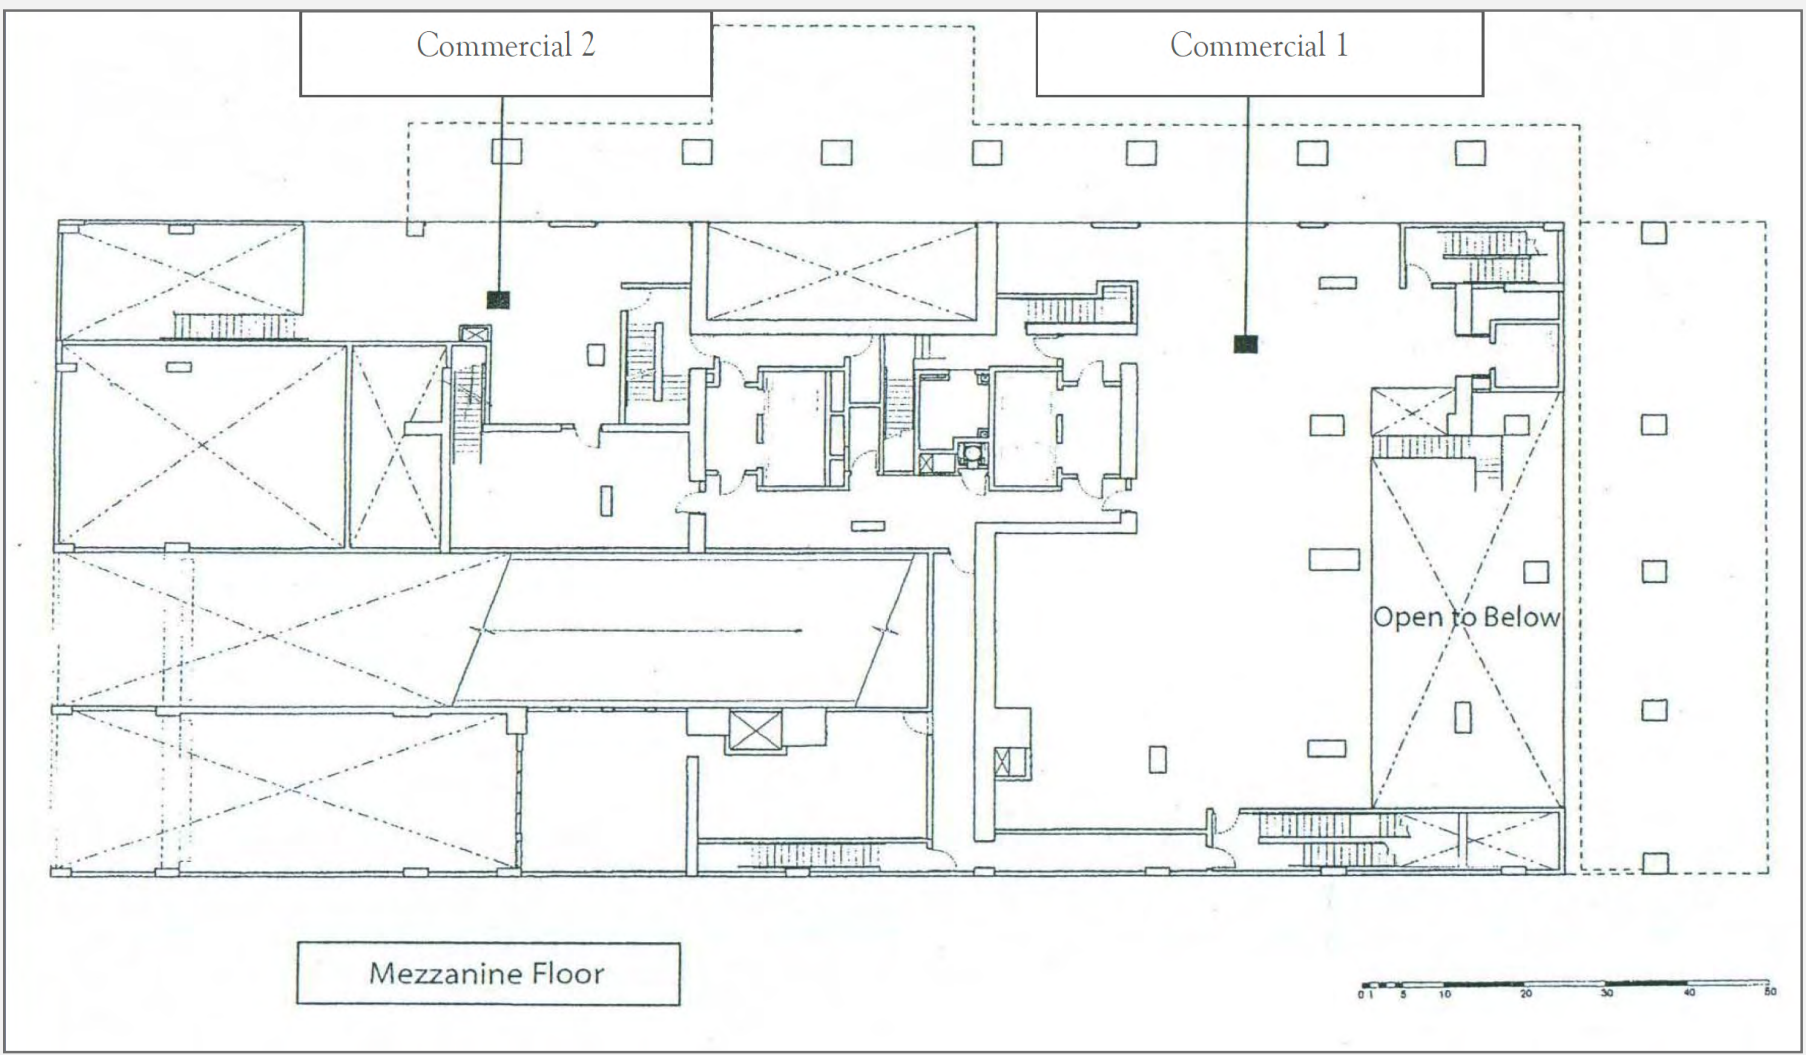 Commercial 2
Commercial 1
Open to Below
Mezzanine Floor
0 1 5 10 20 30 40 50